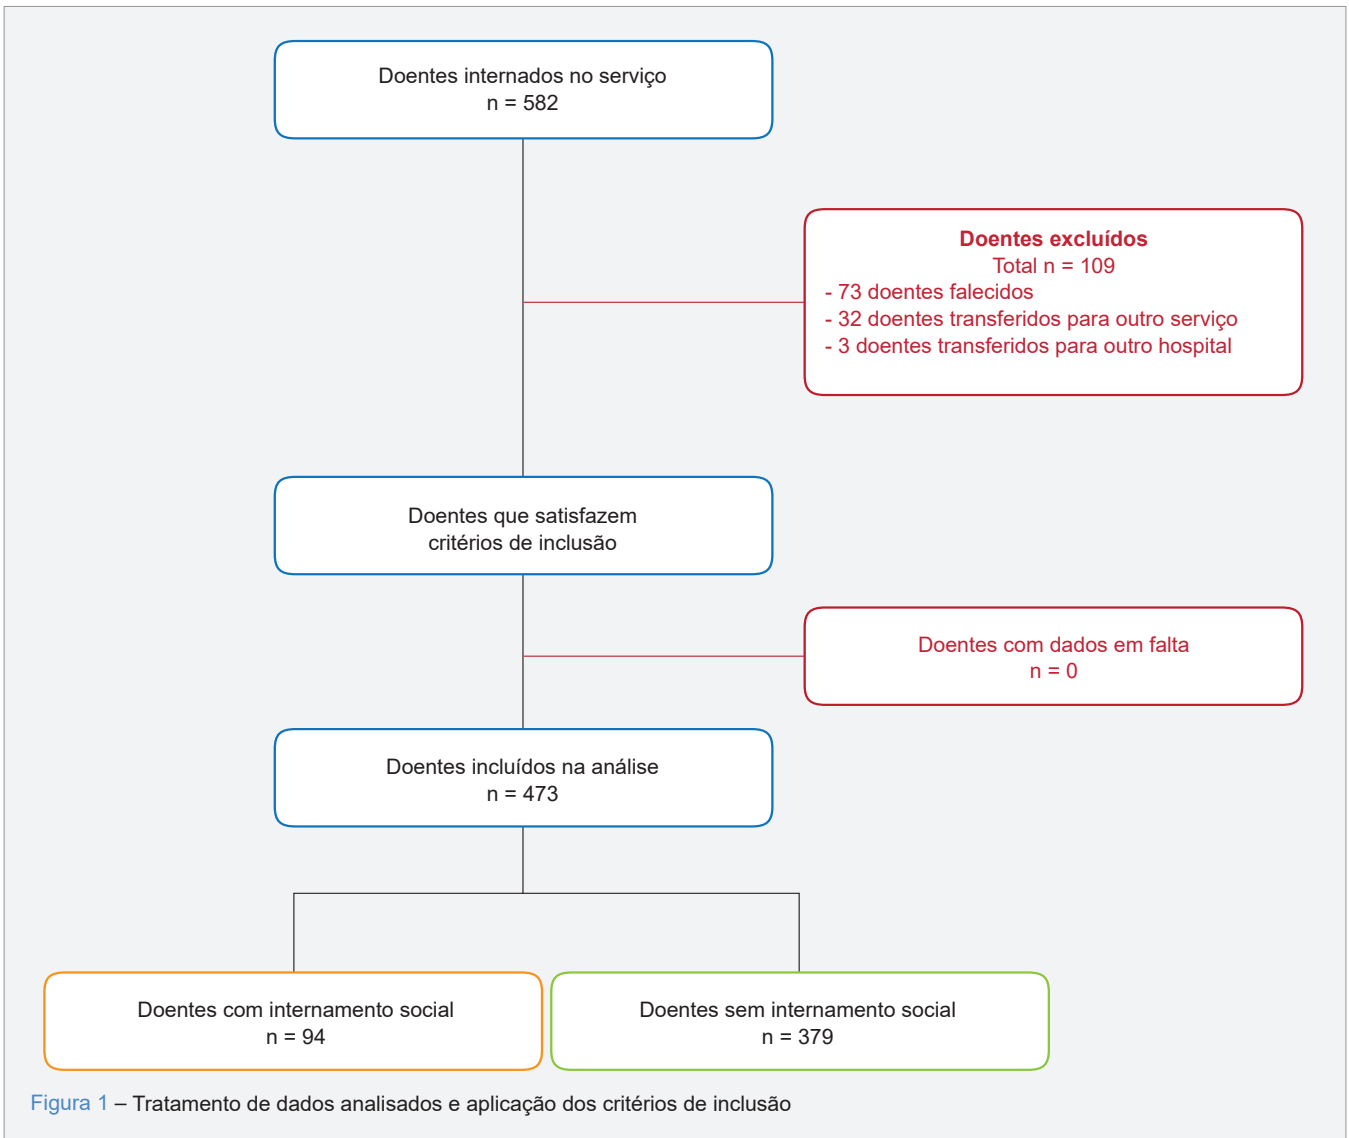 Doentes internados no serviço
n = 582
Doentes excluídos
Total n = 109
- 73 doentes falecidos
- 32 doentes transferidos para outro serviço
- 3 doentes transferidos para outro hospital
Doentes que satisfazem
critérios de inclusão
Doentes com dados em falta
n = 0
Doentes incluídos na análise
n = 473
Doentes com internamento social
n = 94
Doentes sem internamento social
n = 379
Figura 1 – Tratamento de dados analisados e aplicação dos critérios de inclusão